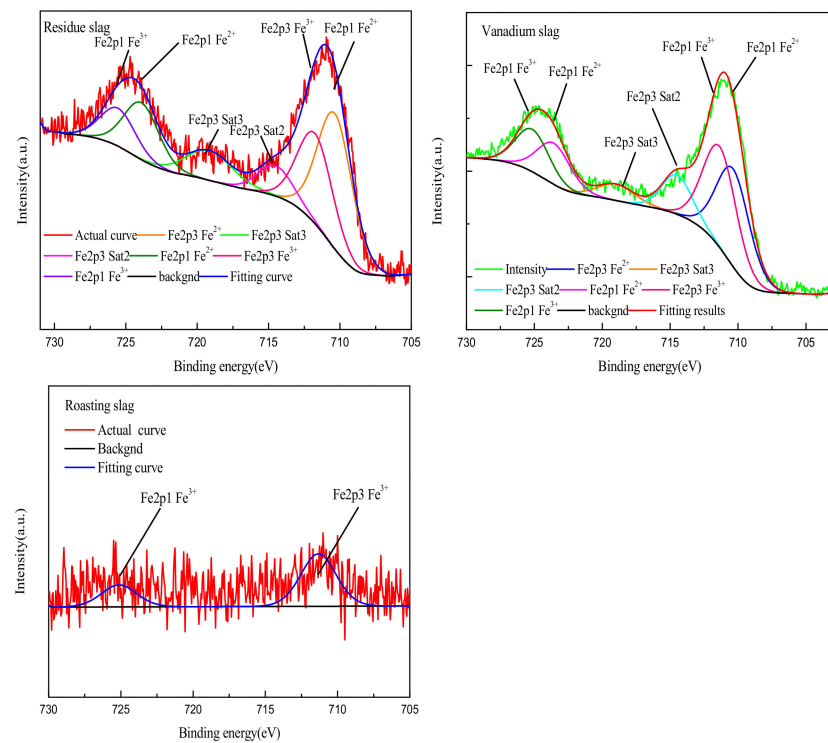 Residue slag
Fe2p1 Fe³⁺
Fe2p1 Fe²⁺
Fe2p3 Fe³⁺
Fe2p1 Fe²⁺
Fe2p3 Sat3
Fe2p3 Sat2
Intensity(a.u.)
Actual curve Fe2p3 Fe²⁺ Fe2p3 Sat3
Fe2p3 Sat2 Fe2p1 Fe²⁺ Fe2p3 Fe³⁺
Fe2p1 Fe³⁺ backgnd Fitting curve
730 725 720 715 710 705
Binding energy(eV)
Vanadium slag
Fe2p1 Fe³⁺
Fe2p1 Fe²⁺
Fe2p1 Fe³⁺
Fe2p1 Fe²⁺
Fe2p3 Sat2
Fe2p3 Sat3
Intensity(a.u.)
Intensity Fe2p3 Fe²⁺ Fe2p3 Sat3
Fe2p3 Sat2 Fe2p1 Fe²⁺ Fe2p3 Fe³⁺
Fe2p1 Fe³⁺ backgnd Fitting results
730 725 720 715 710 705
Binding energy(eV)
Roasting slag
Actual curve
Backgnd
Fitting curve
Fe2p1 Fe³⁺
Fe2p3 Fe³⁺
Intensity(a.u.)
730 725 720 715 710 705
Binding energy(eV)